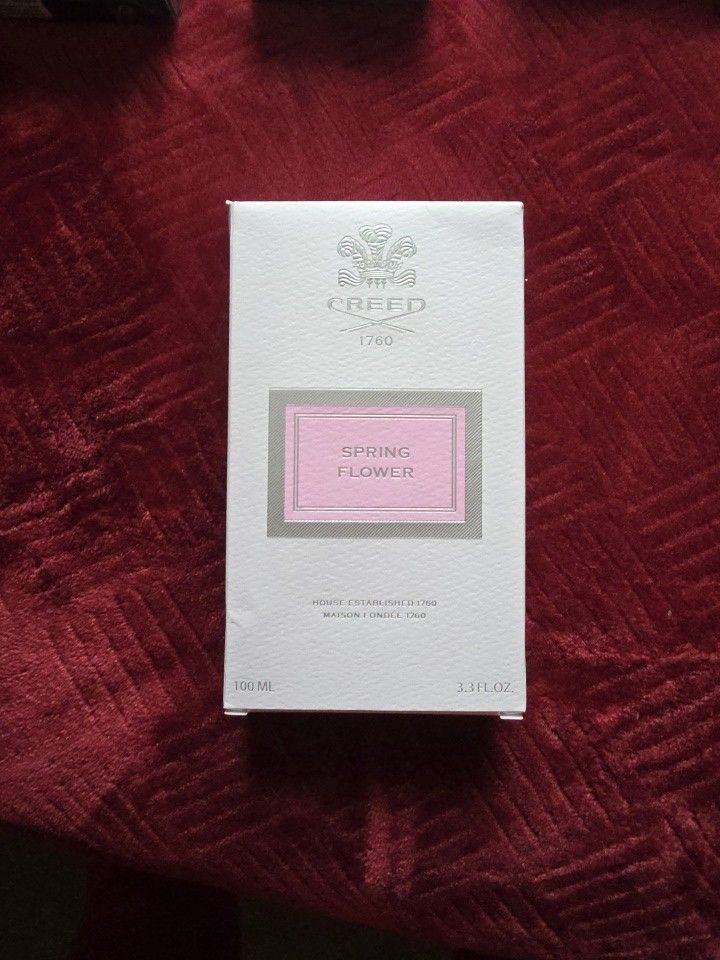 CREED
1760
SPRING
FLOWER
HOUSE ESTABLISHED 1760
MAISON FONDÉE 1760
100 ML 3.3 FL.OZ.